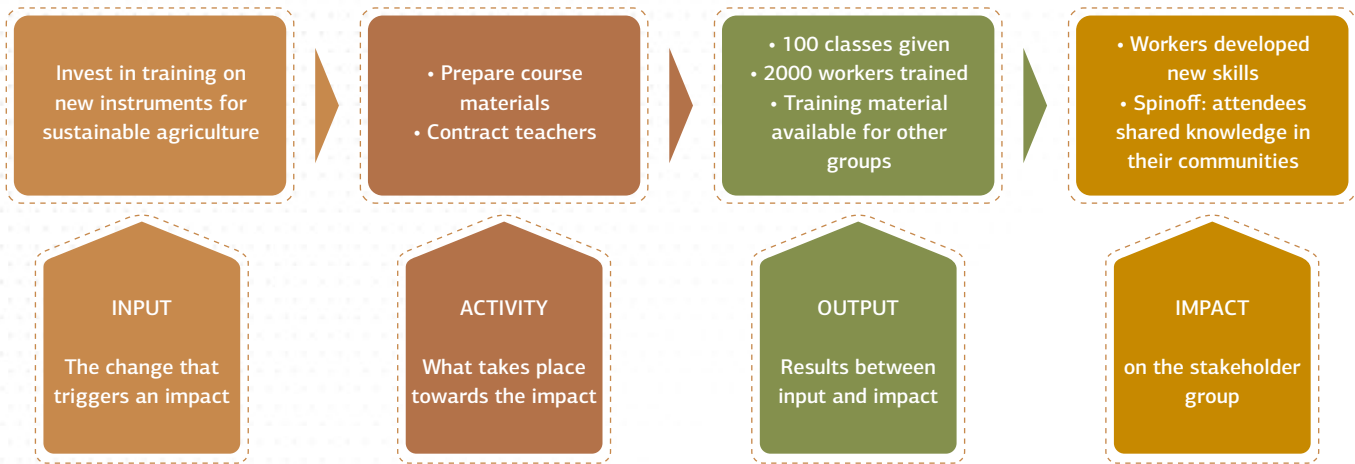 Invest in training on
new instruments for
sustainable agriculture
• Prepare course
materials
• Contract teachers
• 100 classes given
• 2000 workers trained
• Training material
available for other
groups
• Workers developed
new skills
• Spinoff: attendees
shared knowledge in
their communities
INPUT
The change that
triggers an impact
ACTIVITY
What takes place
towards the impact
OUTPUT
Results between
input and impact
IMPACT
on the stakeholder
group